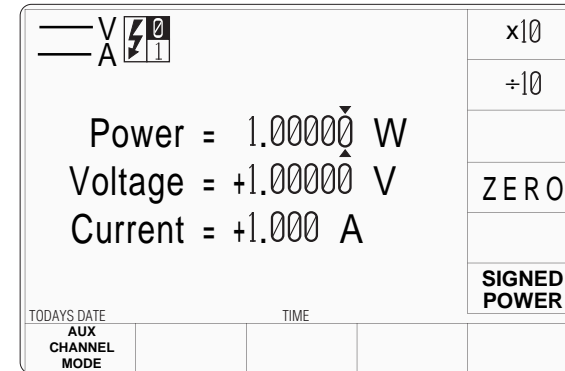 V 0
A 1
x10
÷10
Power = 1.00000 W
Voltage = +1.00000 V
ZERO
Current = +1.000 A
SIGNED
POWER
TODAYS DATE TIME
AUX
CHANNEL
MODE